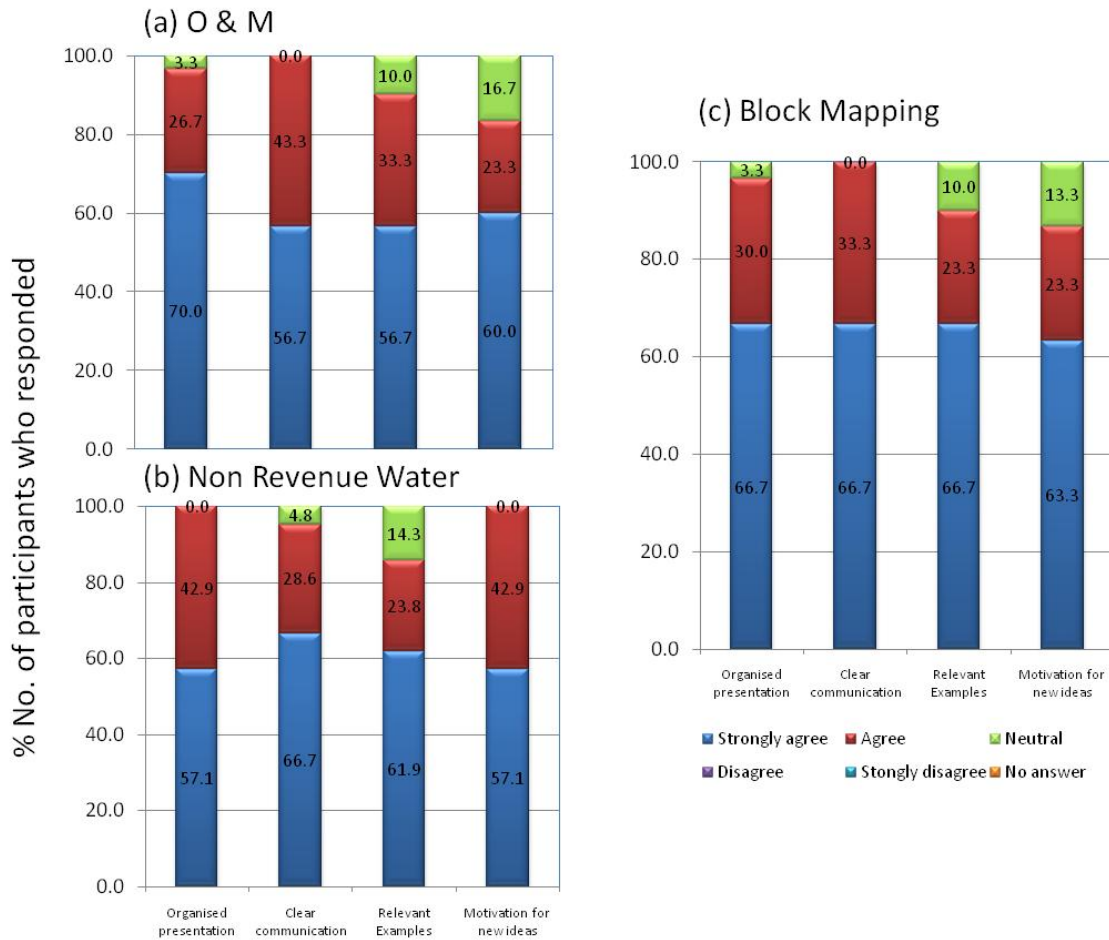 (a) O & M
100.0
80.0
60.0
40.0
20.0
0.0
3.3
26.7
70.0
0.0
43.3
56.7
10.0
33.3
56.7
16.7
23.3
60.0
% No. of participants who responded
(b) Non Revenue Water
100.0
80.0
60.0
40.0
20.0
0.0
0.0
42.9
57.1
4.8
28.6
66.7
14.3
23.8
61.9
0.0
42.9
57.1
Organised
presentation
Clear
communication
Relevant
Examples
Motivation for
new ideas
(c) Block Mapping
100.0
80.0
60.0
40.0
20.0
0.0
3.3
30.0
66.7
0.0
33.3
66.7
10.0
23.3
66.7
13.3
23.3
63.3
Organised
presentation
Clear
communication
Relevant
Examples
Motivation for
new ideas
Strongly agree Agree Neutral
Disagree Stongly disagree No answer